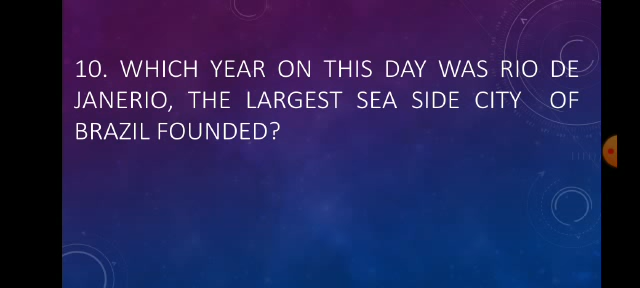 10. WHICH YEAR ON THIS DAY WAS RIO DE
JANERIO, THE LARGEST SEA SIDE CITY OF
BRAZIL FOUNDED?